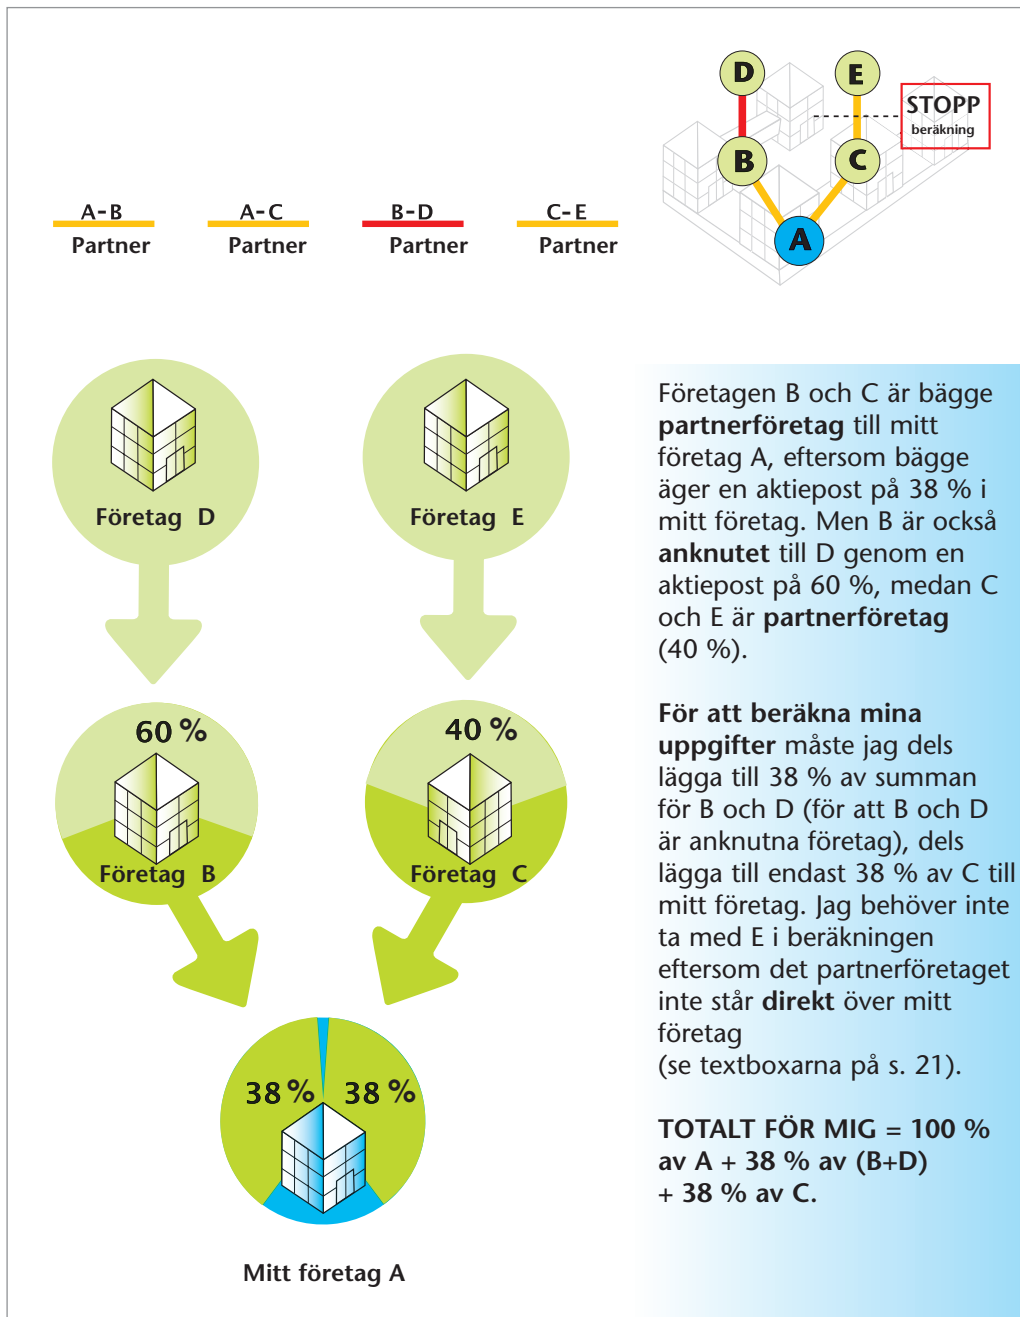 D
E
STOPP
beräkning
B
C
A
A-B
Partner
A-C
Partner
B-D
Partner
C-E
Partner
Företag D
Företag E
60 %
40 %
Företag B
Företag C
38 %
38 %
Mitt företag A
Företagen B och C är bägge
partnerföretag till mitt
företag A, eftersom bägge
äger en aktiepost på 38 % i
mitt företag. Men B är också
anknutet till D genom en
aktiepost på 60 %, medan C
och E är partnerföretag
(40 %).
För att beräkna mina
uppgifter måste jag dels
lägga till 38 % av summan
för B och D (för att B och D
är anknutna företag), dels
lägga till endast 38 % av C till
mitt företag. Jag behöver inte
ta med E i beräkningen
eftersom det partnerföretaget
inte står direkt över mitt
företag
(se textboxarna på s. 21).
TOTALT FÖR MIG = 100 %
av A + 38 % av (B+D)
+ 38 % av C.